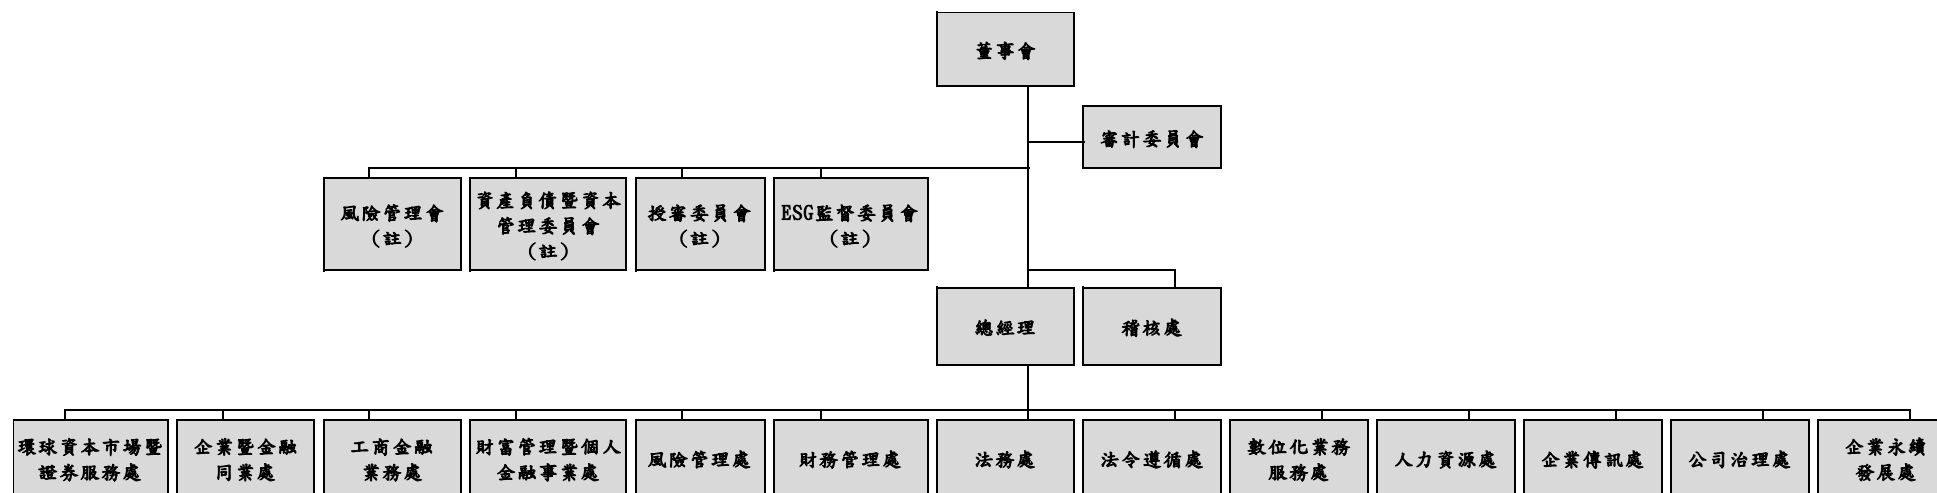 董事會
審計委員會
風險管理會
(註)
資產負債暨資本
管理委員會
(註)
授審委員會
(註)
ESG監督委員會
(註)
總經理
稽核處
環球資本市場暨
證券服務處
企業暨金融
同業處
工商金融
業務處
財富管理暨個人
金融事業處
風險管理處
財務管理處
法務處
法令遵循處
數位化業務
服務處
人力資源處
企業傳訊處
公司治理處
企業永續
發展處